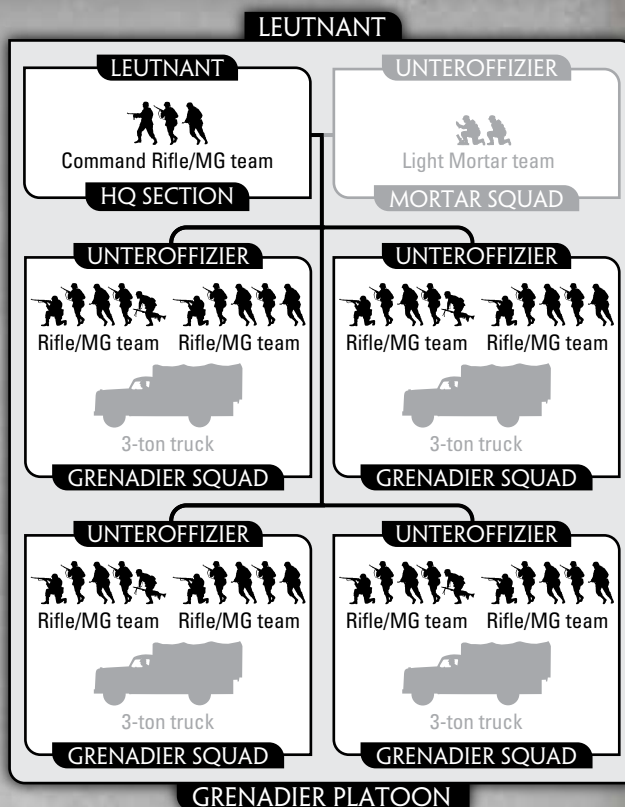 LEUTNANT
LEUTNANT
Command Rifle/MG team
HQ SECTION
UNTEROFFIZIER
Light Mortar team
MORTAR SQUAD
UNTEROFFIZIER
Rifle/MG team Rifle/MG team
3-ton truck
GRENADIER SQUAD
UNTEROFFIZIER
Rifle/MG team Rifle/MG team
3-ton truck
GRENADIER SQUAD
UNTEROFFIZIER
Rifle/MG team Rifle/MG team
3-ton truck
GRENADIER SQUAD
UNTEROFFIZIER
Rifle/MG team Rifle/MG team
3-ton truck
GRENADIER SQUAD
GRENADIER PLATOON